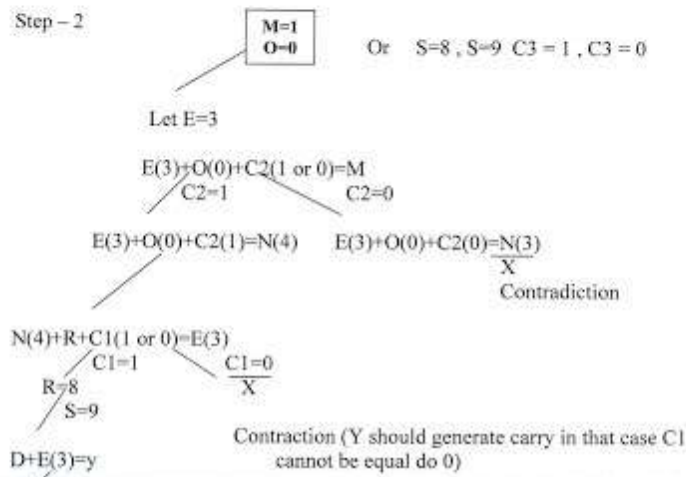 Step – 2
M=1
O=0
Or S=8 , S=9 C3 = 1 , C3 = 0
Let E=3
E(3)+O(0)+C2(1 or 0)=M
C2=1 C2=0
E(3)+O(0)+C2(1)=N(4) E(3)+O(0)+C2(0)=N(3)
X
Contradiction
N(4)+R+C1(1 or 0)=E(3)
C1=1 C1=0
R=8 X
S=9
Contraction (Y should generate carry in that case C1
cannot be equal do 0)
D+E(3)=y